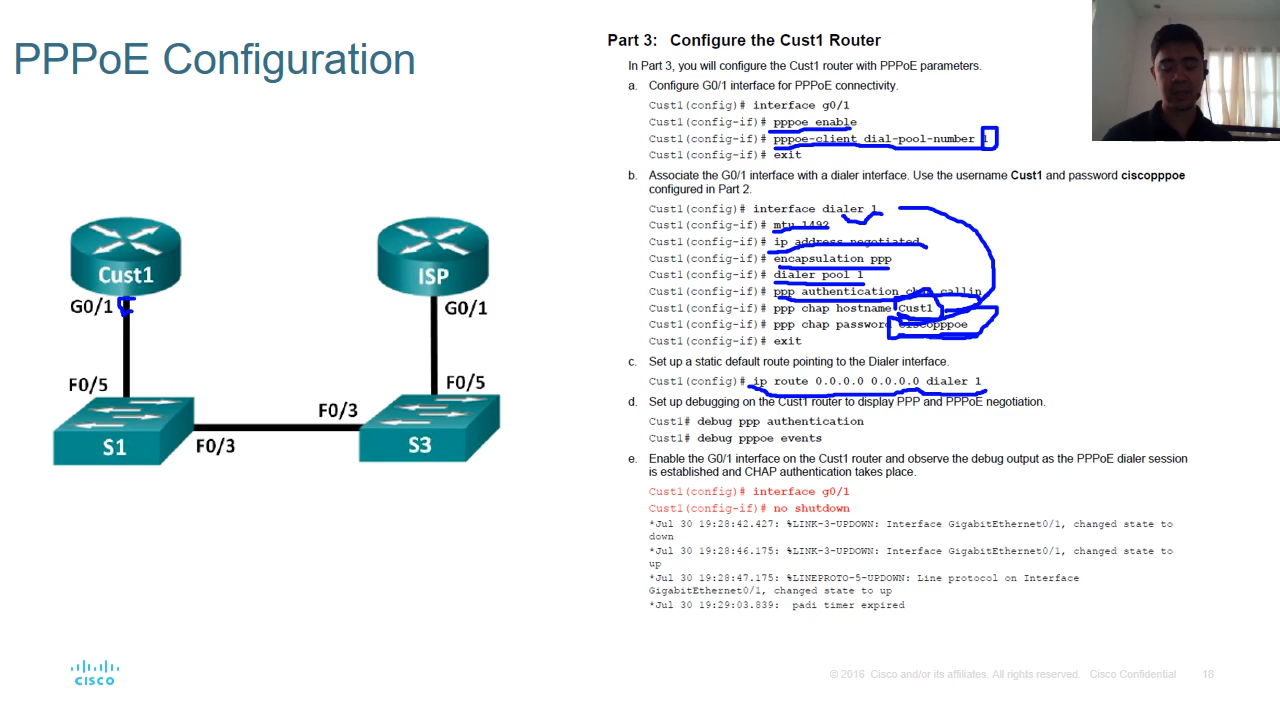 PPPoE Configuration
Part 3: Configure the Cust1 Router
In Part 3, you will configure the Cust1 router with PPPoE parameters.
a. Configure G0/1 interface for PPPoE connectivity.
Cust1(config)# interface g0/1
Cust1(config-if)# pppoe enable
Cust1(config-if)# pppoe-client dial-pool-number 1
Cust1(config-if)# exit
b. Associate the G0/1 interface with a dialer interface. Use the username Cust1 and password ciscopppoe
configured in Part 2.
Cust1(config)# interface dialer 1
Cust1(config-if)# mtu 1492
Cust1(config-if)# ip address negotiated
Cust1(config-if)# encapsulation ppp
Cust1(config-if)# dialer pool 1
Cust1(config-if)# ppp authentication chap callin
Cust1(config-if)# ppp chap hostname Cust1
Cust1(config-if)# ppp chap password ciscopppoe
Cust1(config-if)# exit
c. Set up a static default route pointing to the Dialer interface.
Cust1(config)# ip route 0.0.0.0 0.0.0.0 dialer 1
d. Set up debugging on the Cust1 router to display PPP and PPPoE negotiation.
Cust1# debug ppp authentication
Cust1# debug pppoe events
e. Enable the G0/1 interface on the Cust1 router and observe the debug output as the PPPoE dialer session
is established and CHAP authentication takes place.
Cust1(config)# interface g0/1
Cust1(config-if)# no shutdown
*Jul 30 19:28:42.427: %LINK-3-UPDOWN: Interface GigabitEthernet0/1, changed state to
down
*Jul 30 19:28:46.175: %LINK-3-UPDOWN: Interface GigabitEthernet0/1, changed state to
up
*Jul 30 19:28:47.175: %LINEPROTO-5-UPDOWN: Line protocol on Interface
GigabitEthernet0/1, changed state to up
*Jul 30 19:29:03.839: padi timer expired
Cust1
ISP
G0/1
G0/1
F0/5
F0/5
F0/3
S1
F0/3
S3
CISCO
© 2016 Cisco and/or its affiliates. All rights reserved. Cisco Confidential 18